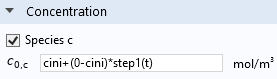 Concentration
Species c
c0,c cini+(0-cini)*step1(t) mol/m³